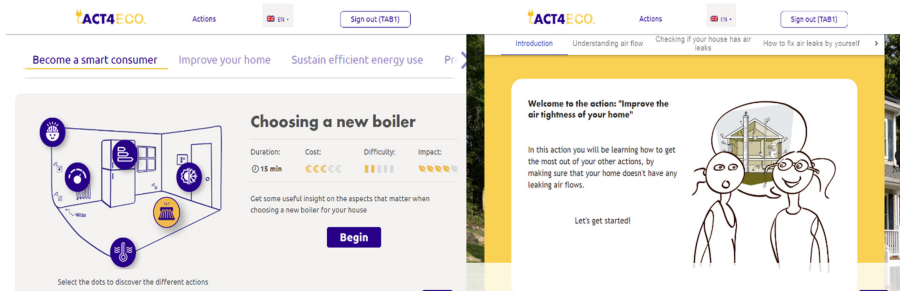 ACT4ECO.
Actions
EN
Sign out (TAB1)
Become a smart consumer
Improve your home
Sustain efficient energy use
Pr
Choosing a new boiler
Duration:
Cost:
Difficulty:
Impact:
15 min
€€€€€
Get some useful insight on the aspects that matter when
choosing a new boiler for your house
Begin
Select the dots to discover the different actions
ACT4ECO.
Actions
EN
Sign out (TAB1)
Introduction
Understanding air flow
Checking if your house has air
leaks
How to fix air leaks by yourself
Welcome to the action: "Improve the
air tightness of your home"
In this action you will be learning how to get
the most out of your other actions, by
making sure that your home doesn't have any
leaking air flows.
Let's get started!